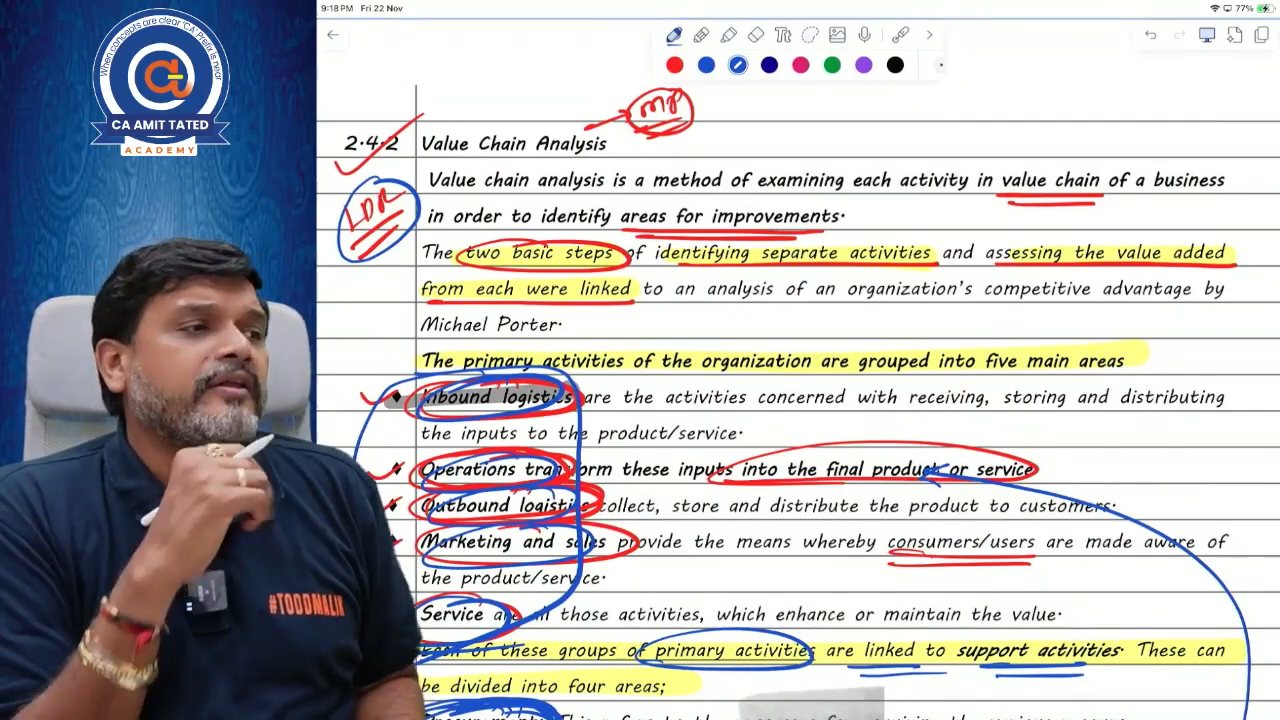 9:18 PM Fri 22 Nov
77%
When concepts are clear 'CA' Prefix is near
CA AMIT TATED
ACADEMY
MP
2.4.2 Value Chain Analysis
LDR
Value chain analysis is a method of examining each activity in value chain of a business
in order to identify areas for improvements.
The two basic steps of identifying separate activities and assessing the value added
from each were linked to an analysis of an organization's competitive advantage by
Michael Porter.
The primary activities of the organization are grouped into five main areas
Inbound logistics are the activities concerned with receiving, storing and distributing
the inputs to the product/service.
Operations transform these inputs into the final product or service
Outbound logistics collect, store and distribute the product to customers.
Marketing and sales provide the means whereby consumers/users are made aware of
the product/service.
Service are all those activities, which enhance or maintain the value.
Each of these groups of primary activities are linked to support activities. These can
be divided into four areas;
#TODDMALIK